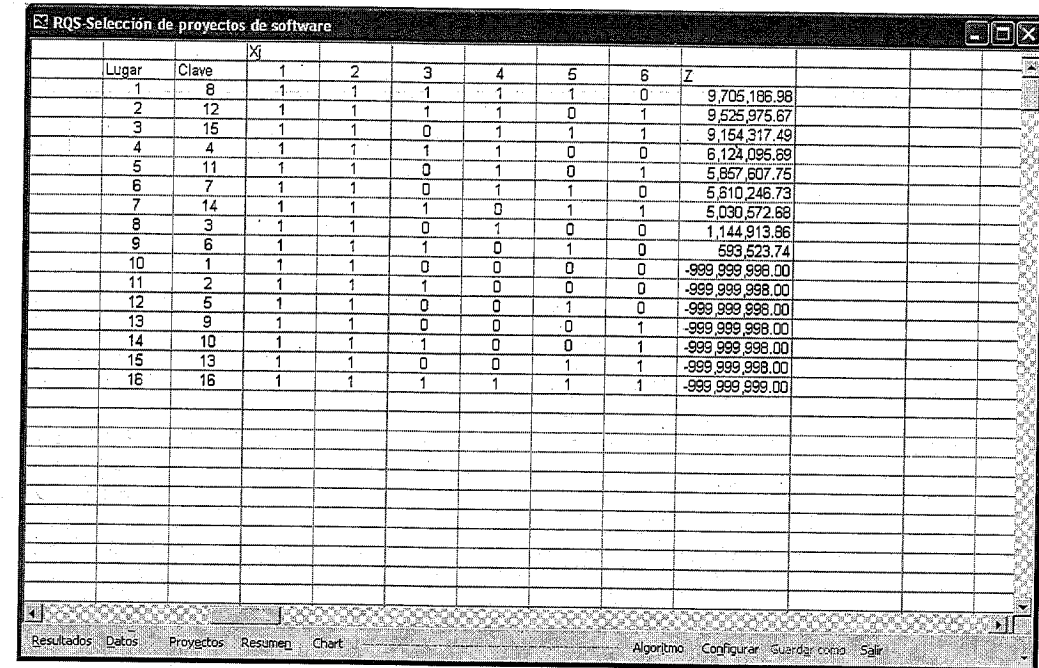 RQS-Selección de proyectos de software
Xj
Lugar Clave 1 2 3 4 5 6 Z
1 8 1 1 1 1 1 0 9,705,186.98
2 12 1 1 1 1 0 1 9,525,975.67
3 15 1 1 0 1 1 1 9,154,317.49
4 4 1 1 1 1 0 0 6,124,095.69
5 11 1 1 0 1 0 1 5,857,607.75
6 7 1 1 0 1 1 0 5,610,246.73
7 14 1 1 1 0 1 1 5,030,572.68
8 3 1 1 0 1 0 0 1,144,913.86
9 6 1 1 1 0 1 0 593,523.74
10 1 1 1 0 0 0 0 -999,999,998.00
11 2 1 1 1 0 0 0 -999,999,998.00
12 5 1 1 0 0 1 0 -999,999,998.00
13 9 1 1 0 0 0 1 -999,999,998.00
14 10 1 1 1 0 0 1 -999,999,998.00
15 13 1 1 0 0 1 1 -999,999,998.00
16 16 1 1 1 1 1 1 -999,999,999.00
Resultados Datos Proyectos Resumen Chart Algoritmo Configurar Guardar como Salir